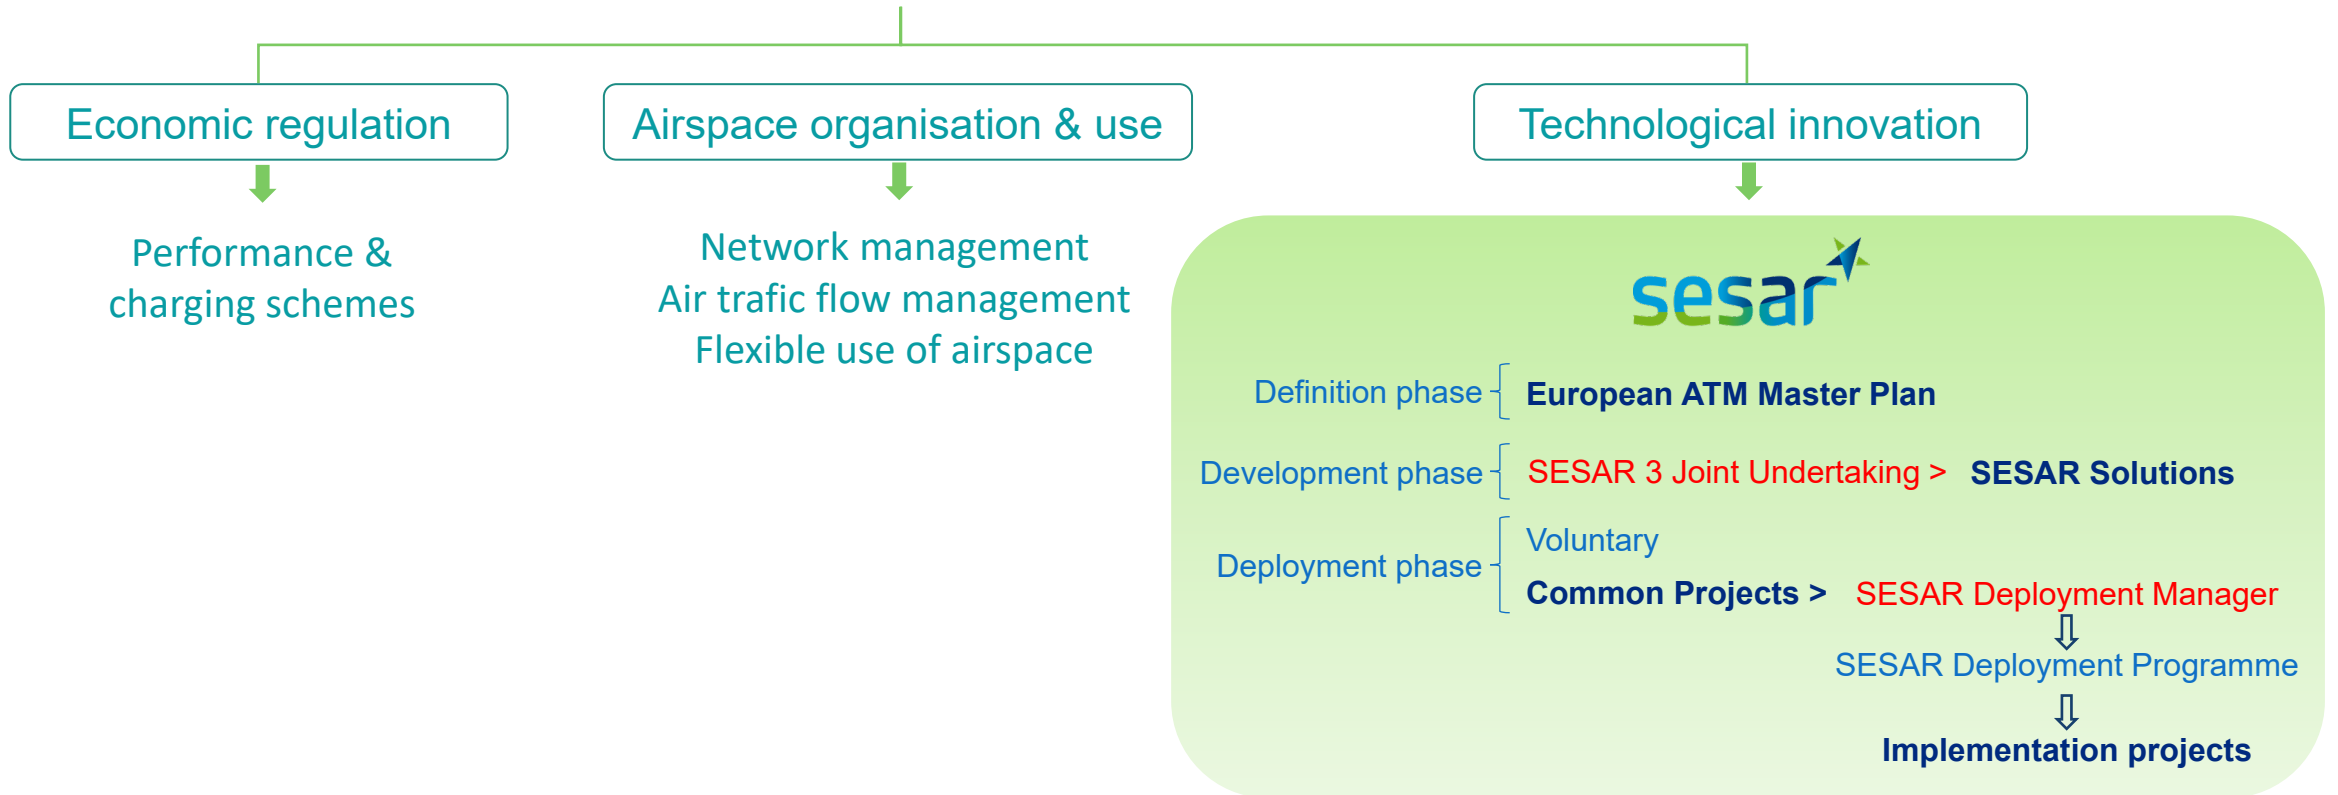 Economic regulation
Airspace organisation & use
Technological innovation
Performance &
charging schemes
Network management
Air trafic flow management
Flexible use of airspace
sesar
Definition phase
European ATM Master Plan
Development phase
SESAR 3 Joint Undertaking > SESAR Solutions
Deployment phase
Voluntary
Common Projects > SESAR Deployment Manager
SESAR Deployment Programme
Implementation projects